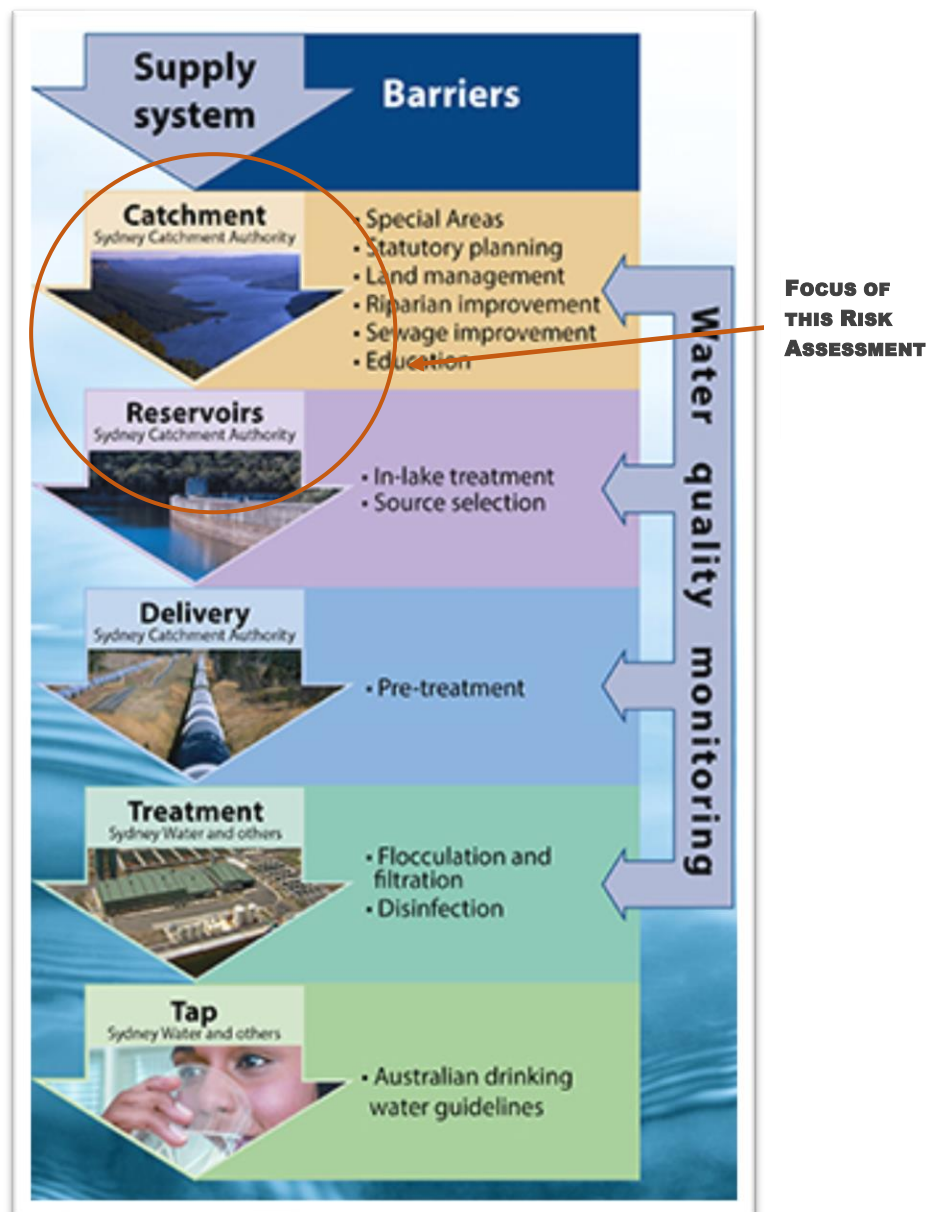 Supply
system
Barriers
Catchment
Sydney Catchment Authority
• Special Areas
• Statutory planning
• Land management
• Riparian improvement
• Sewage improvement
• Education
Reservoirs
Sydney Catchment Authority
• In-lake treatment
• Source selection
Delivery
Sydney Catchment Authority
• Pre-treatment
Treatment
Sydney Water and others
• Flocculation and
filtration
• Disinfection
Tap
Sydney Water and others
• Australian drinking
water guidelines
Water quality monitoring
FOCUS OF
THIS RISK
ASSESSMENT